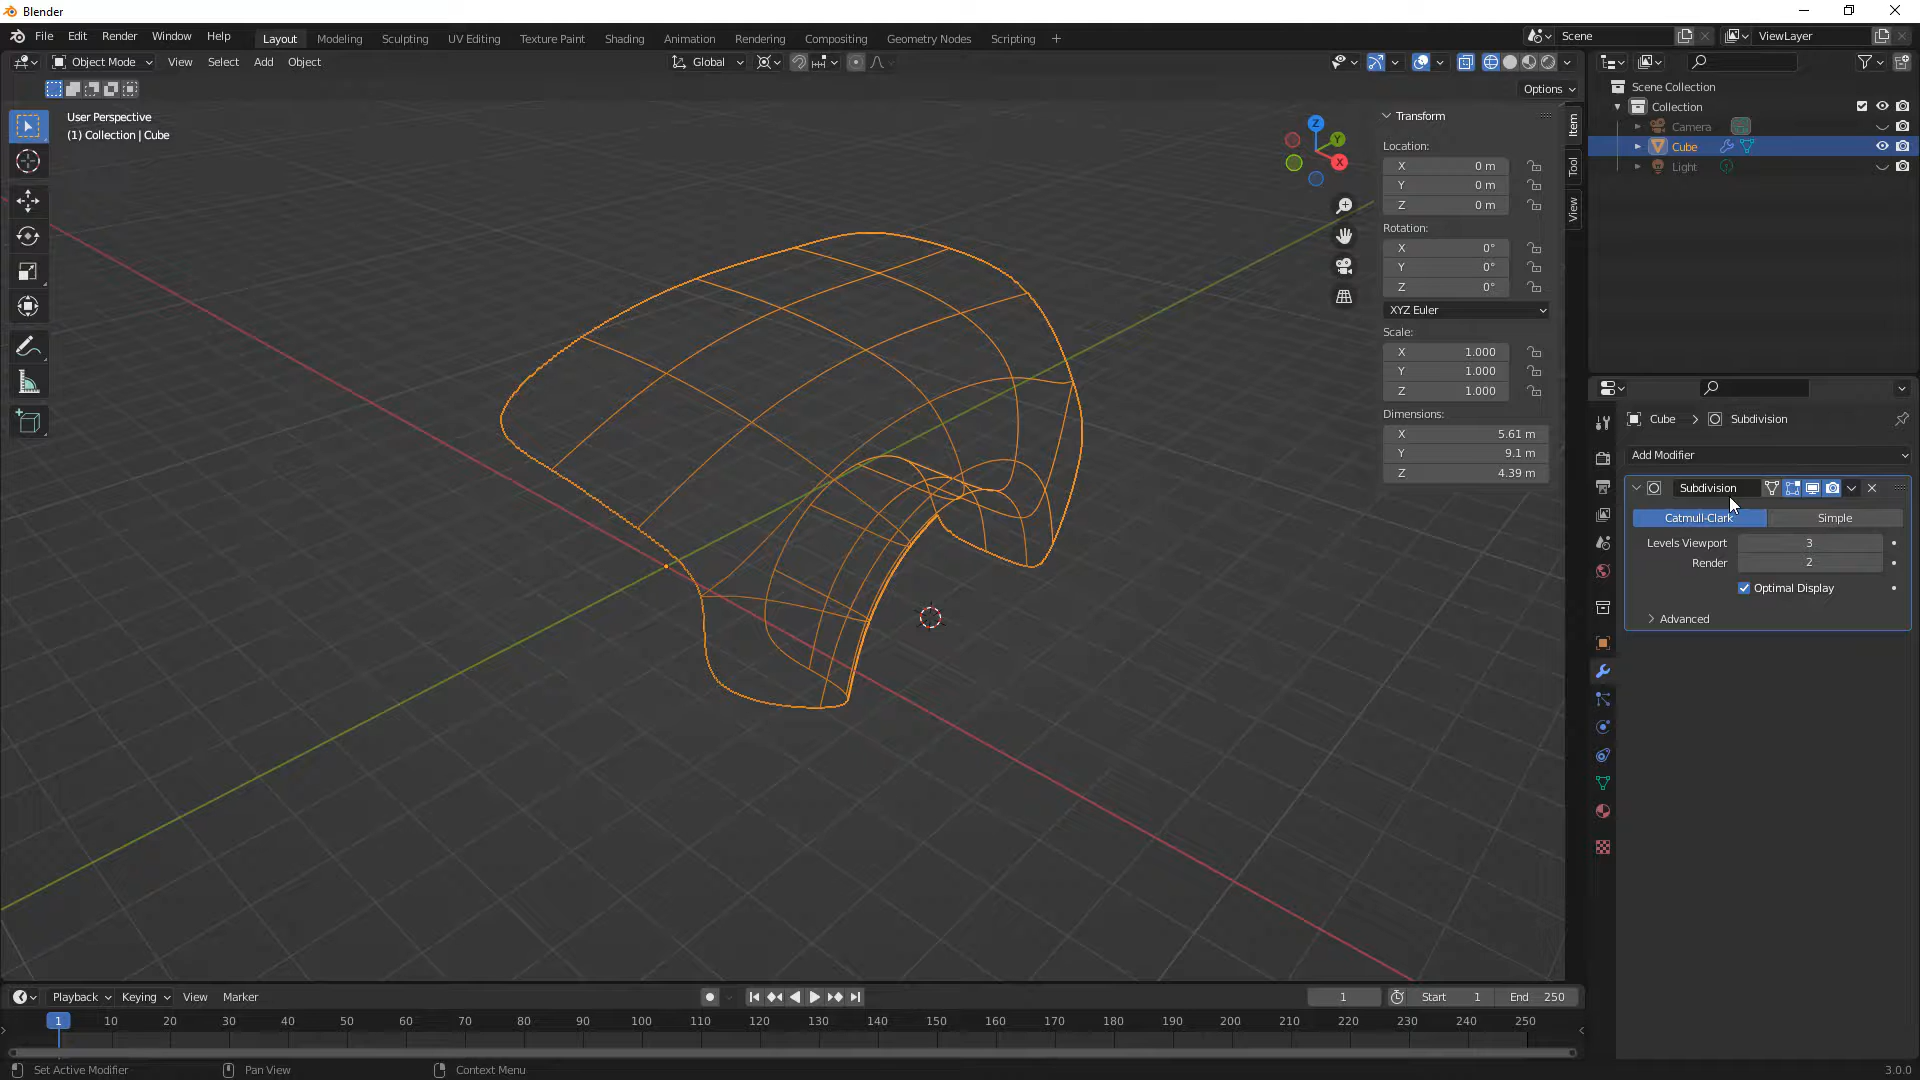 Blender
File Edit Render Window Help
Layout Modeling Sculpting UV Editing Texture Paint Shading Animation Rendering Compositing Geometry Nodes Scripting +
Scene
ViewLayer
Object Mode View Select Add Object
Global
Options
User Perspective
(1) Collection | Cube
Z
Y
X
Item
Tool
View
Transform
Location:
X 0 m
Y 0 m
Z 0 m
Rotation:
X 0°
Y 0°
Z 0°
XYZ Euler
Scale:
X 1.000
Y 1.000
Z 1.000
Dimensions:
X 5.61 m
Y 9.1 m
Z 4.39 m
Scene Collection
Collection
Camera
Cube
Light
Cube > Subdivision
Add Modifier
Subdivision
Catmull-Clark Simple
Levels Viewport 3
Render 2
Optimal Display
Advanced
Playback Keying View Marker
1
Start 1
End 250
1 10 20 30 40 50 60 70 80 90 100 110 120 130 140 150 160 170 180 190 200 210 220 230 240 250
Set Active Modifier
Pan View
Context Menu
3.0.0